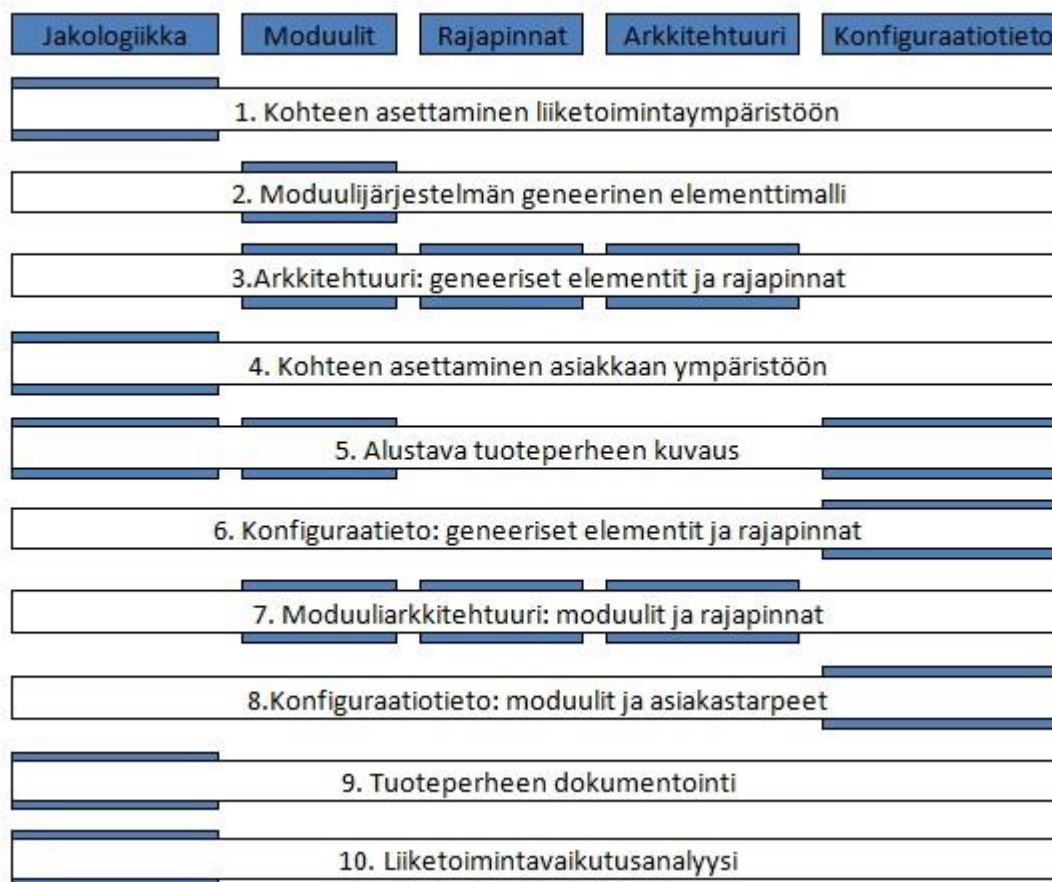 Jakologiikka Moduulit Rajapinnat Arkkitehtuuri Konfiguraatiotieto
1. Kohteen asettaminen liiketoimintaympäristöön
2. Moduulijärjestelmän geneerinen elementtimalli
3.Arkkitehtuuri: geneeriset elementit ja rajapinnat
4. Kohteen asettaminen asiakkaan ympäristöön
5. Alustava tuoteperheen kuvaus
6. Konfiguraatieto: geneeriset elementit ja rajapinnat
7. Moduuliarkkitehtuuri: moduulit ja rajapinnat
8.Konfiguraatiotieto: moduulit ja asiakastarpeet
9. Tuoteperheen dokumentointi
10. Liiketoimintavaikutusanalyysi